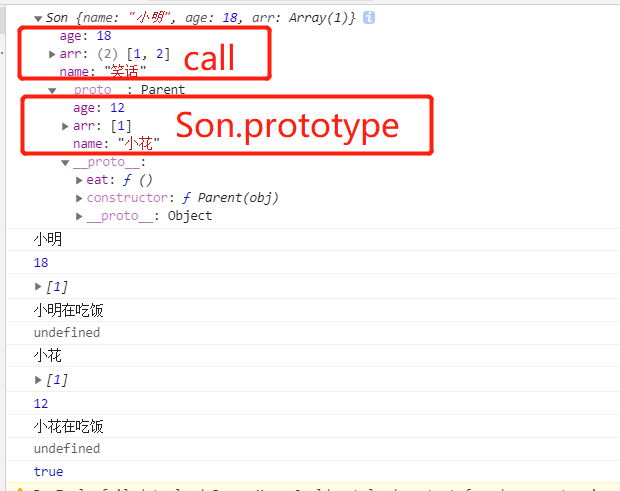 Son {name: "小明", age: 18, arr: Array(1)} i
age: 18
arr: (2) [1, 2]
name: "笑话"
call
__proto__: Parent
age: 12
arr: [1]
name: "小花"
Son.prototype
__proto__:
eat: ƒ ()
constructor: ƒ Parent(obj)
__proto__: Object
小明
18
[1]
小明在吃饭
undefined
小花
[1]
12
小花在吃饭
undefined
true